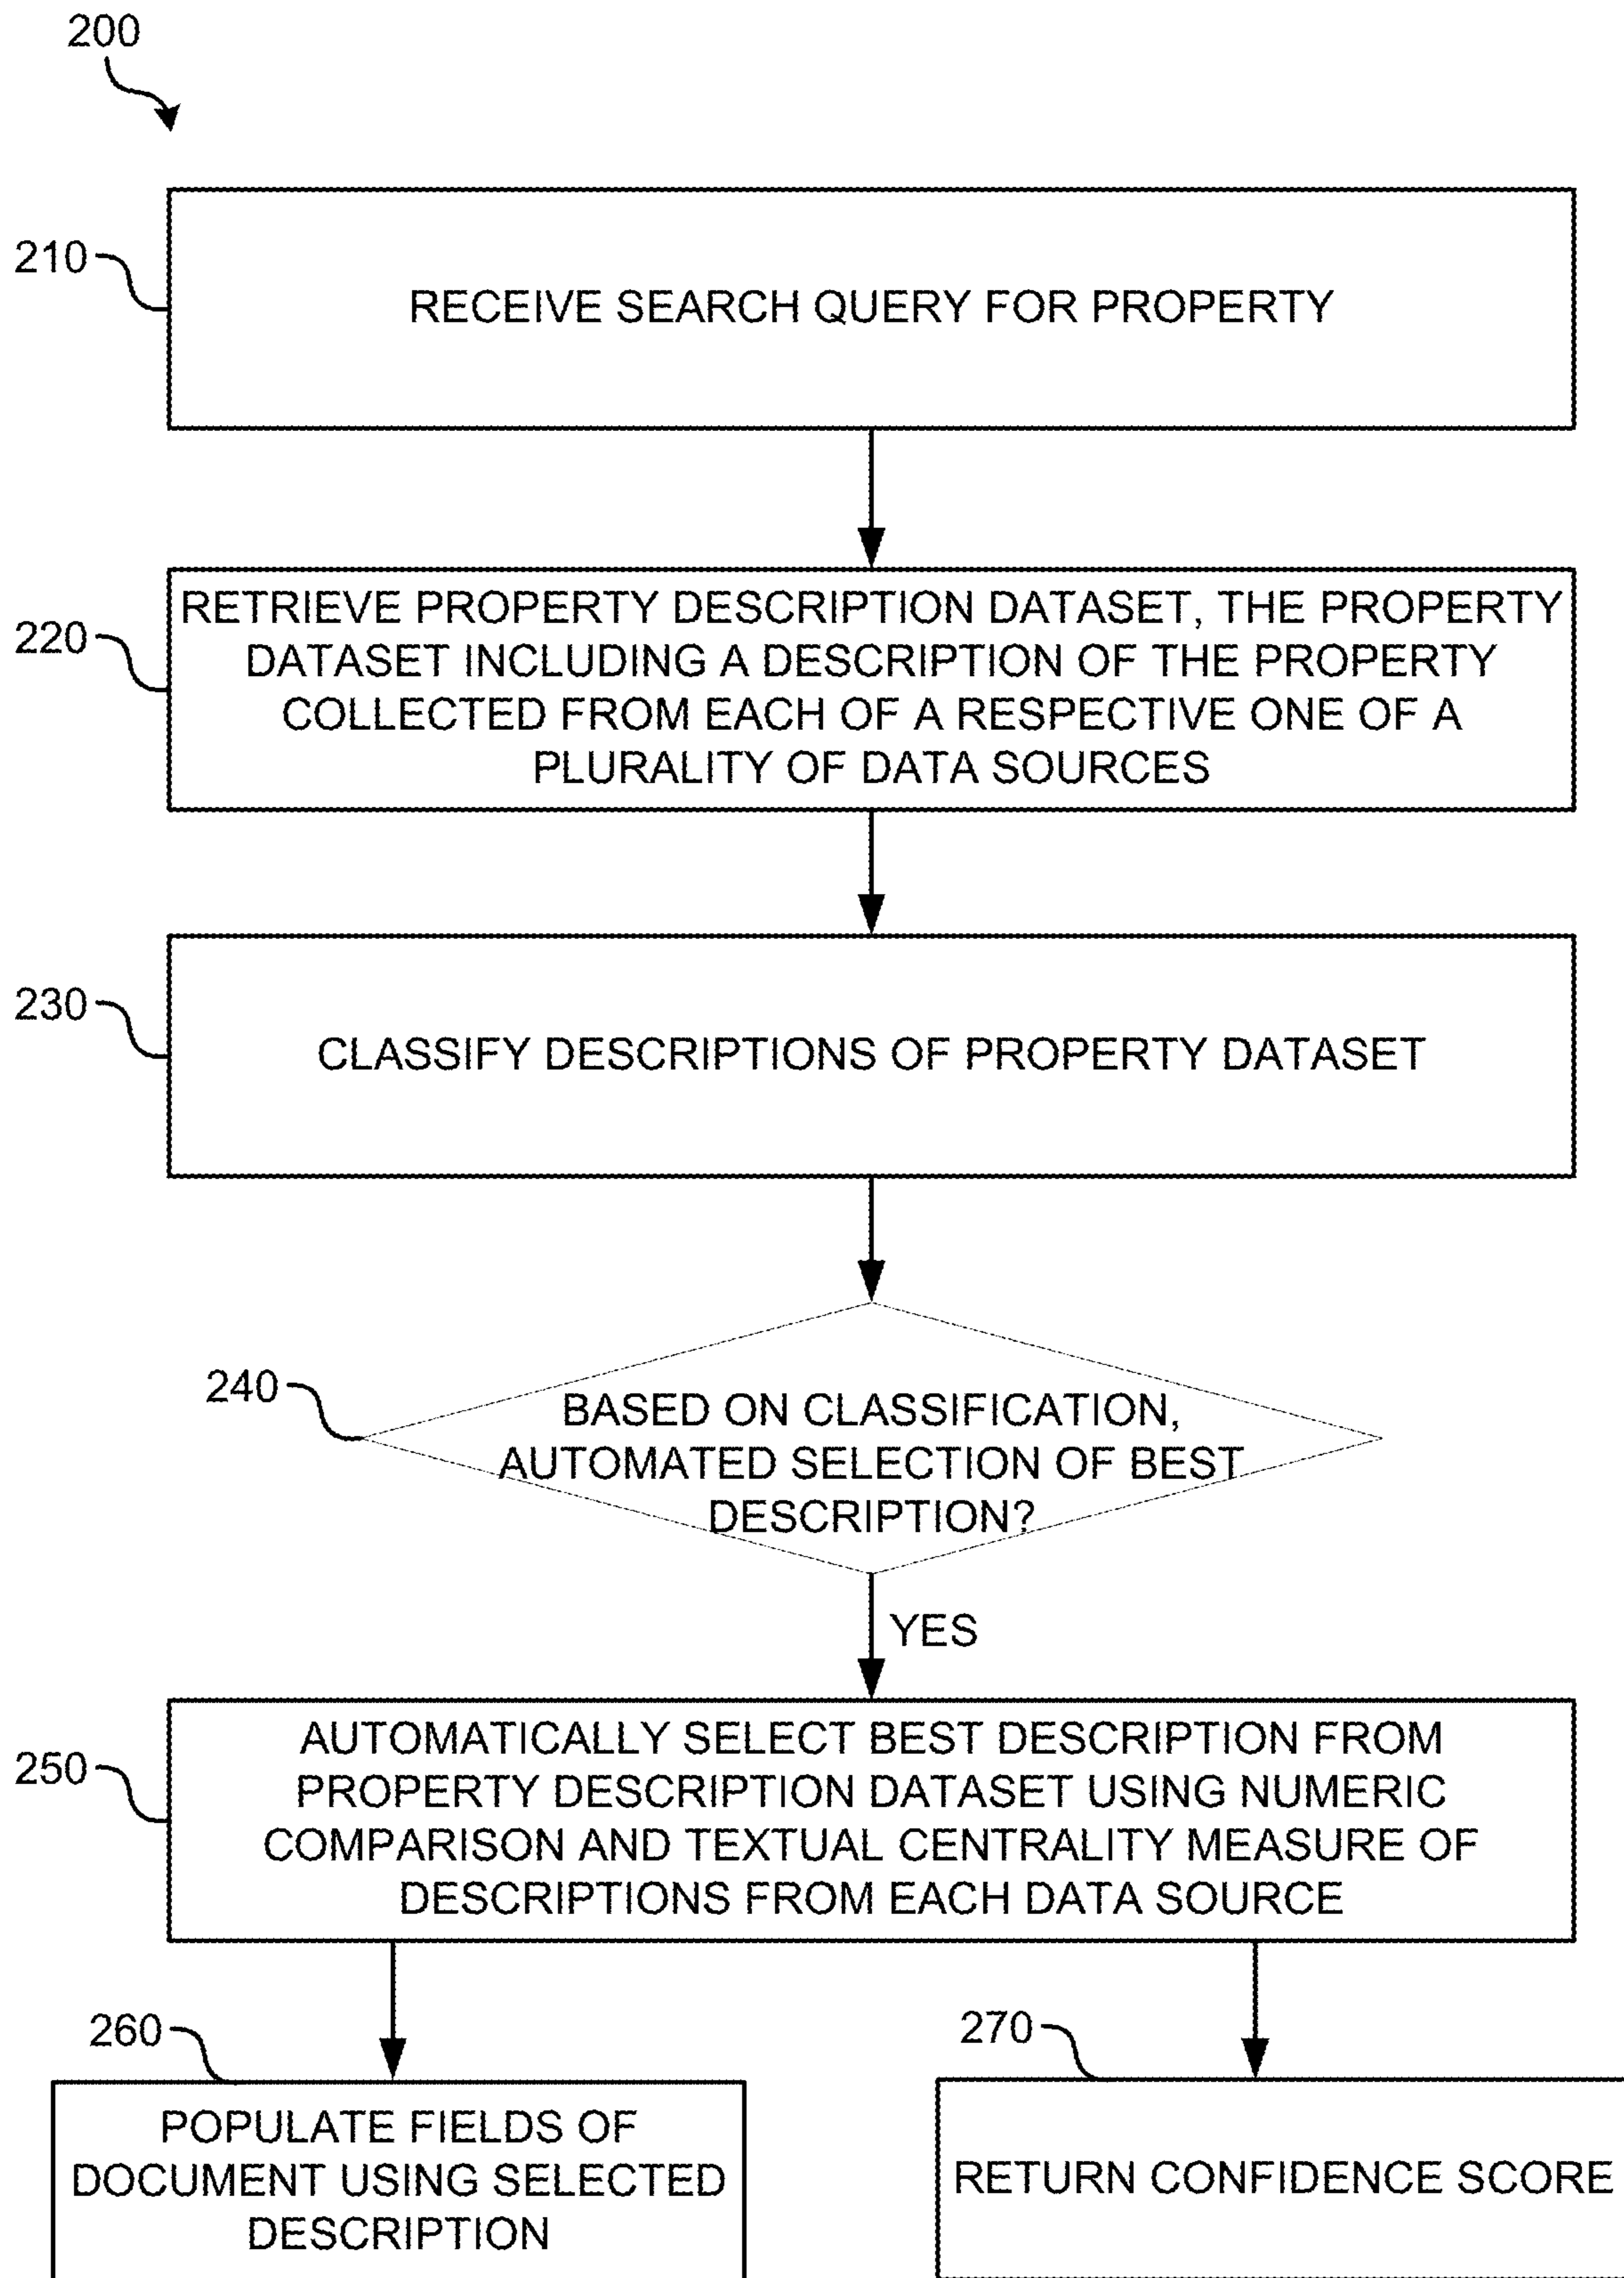 200
210
RECEIVE SEARCH QUERY FOR PROPERTY
220
RETRIEVE PROPERTY DESCRIPTION DATASET, THE PROPERTY
DATASET INCLUDING A DESCRIPTION OF THE PROPERTY
COLLECTED FROM EACH OF A RESPECTIVE ONE OF A
PLURALITY OF DATA SOURCES
230
CLASSIFY DESCRIPTIONS OF PROPERTY DATASET
240
BASED ON CLASSIFICATION,
AUTOMATED SELECTION OF BEST
DESCRIPTION?
YES
250
AUTOMATICALLY SELECT BEST DESCRIPTION FROM
PROPERTY DESCRIPTION DATASET USING NUMERIC
COMPARISON AND TEXTUAL CENTRALITY MEASURE OF
DESCRIPTIONS FROM EACH DATA SOURCE
260
POPULATE FIELDS OF
DOCUMENT USING SELECTED
DESCRIPTION
270
RETURN CONFIDENCE SCORE